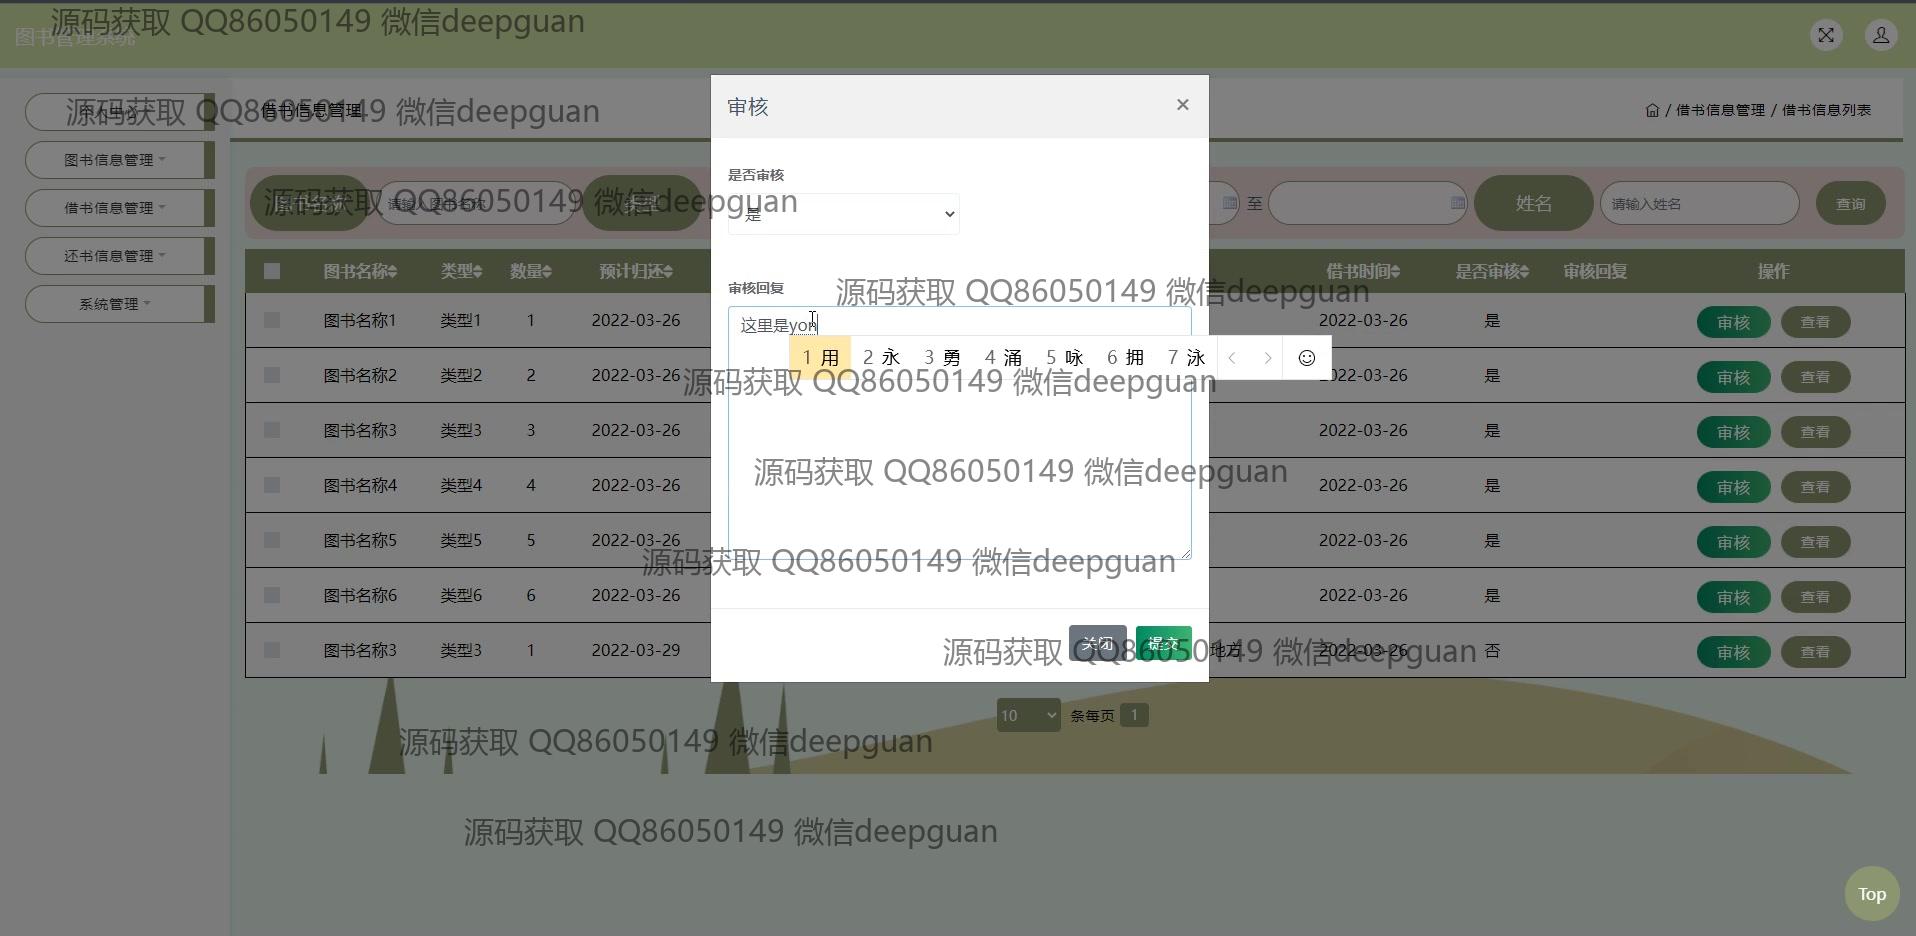 源码获取 QQ86050149 微信deepguan
图书管理系统
源码获取 QQ86050149 微信deepguan
个人中心
借书信息管理
/ 借书信息管理 / 借书信息列表
图书信息管理
借书信息管理
还书信息管理
系统管理
源码获取 QQ86050149 微信deepguan
图书名称 请输入图书名称 类型 至 姓名 请输入姓名 查询
审核 ×
是否审核
是
审核回复
源码获取 QQ86050149 微信deepguan
这里是yon
1 用 2 永 3 勇 4 涌 5 咏 6 拥 7 泳
源码获取 QQ86050149 微信deepguan
源码获取 QQ86050149 微信deepguan
源码获取 QQ86050149 微信deepguan
关闭 提交
源码获取 QQ86050149 微信deepguan
图书名称 类型 数量 预计归还 借书时间 是否审核 审核回复 操作
图书名称1 类型1 1 2022-03-26 2022-03-26 是 审核 查看
图书名称2 类型2 2 2022-03-26 022-03-26 是 审核 查看
图书名称3 类型3 3 2022-03-26 2022-03-26 是 审核 查看
图书名称4 类型4 4 2022-03-26 2022-03-26 是 审核 查看
图书名称5 类型5 5 2022-03-26 2022-03-26 是 审核 查看
图书名称6 类型6 6 2022-03-26 2022-03-26 是 审核 查看
图书名称3 类型3 1 2022-03-29 地方 2022-03-26 否 审核 查看
10 条每页 1
源码获取 QQ86050149 微信deepguan
源码获取 QQ86050149 微信deepguan
Top